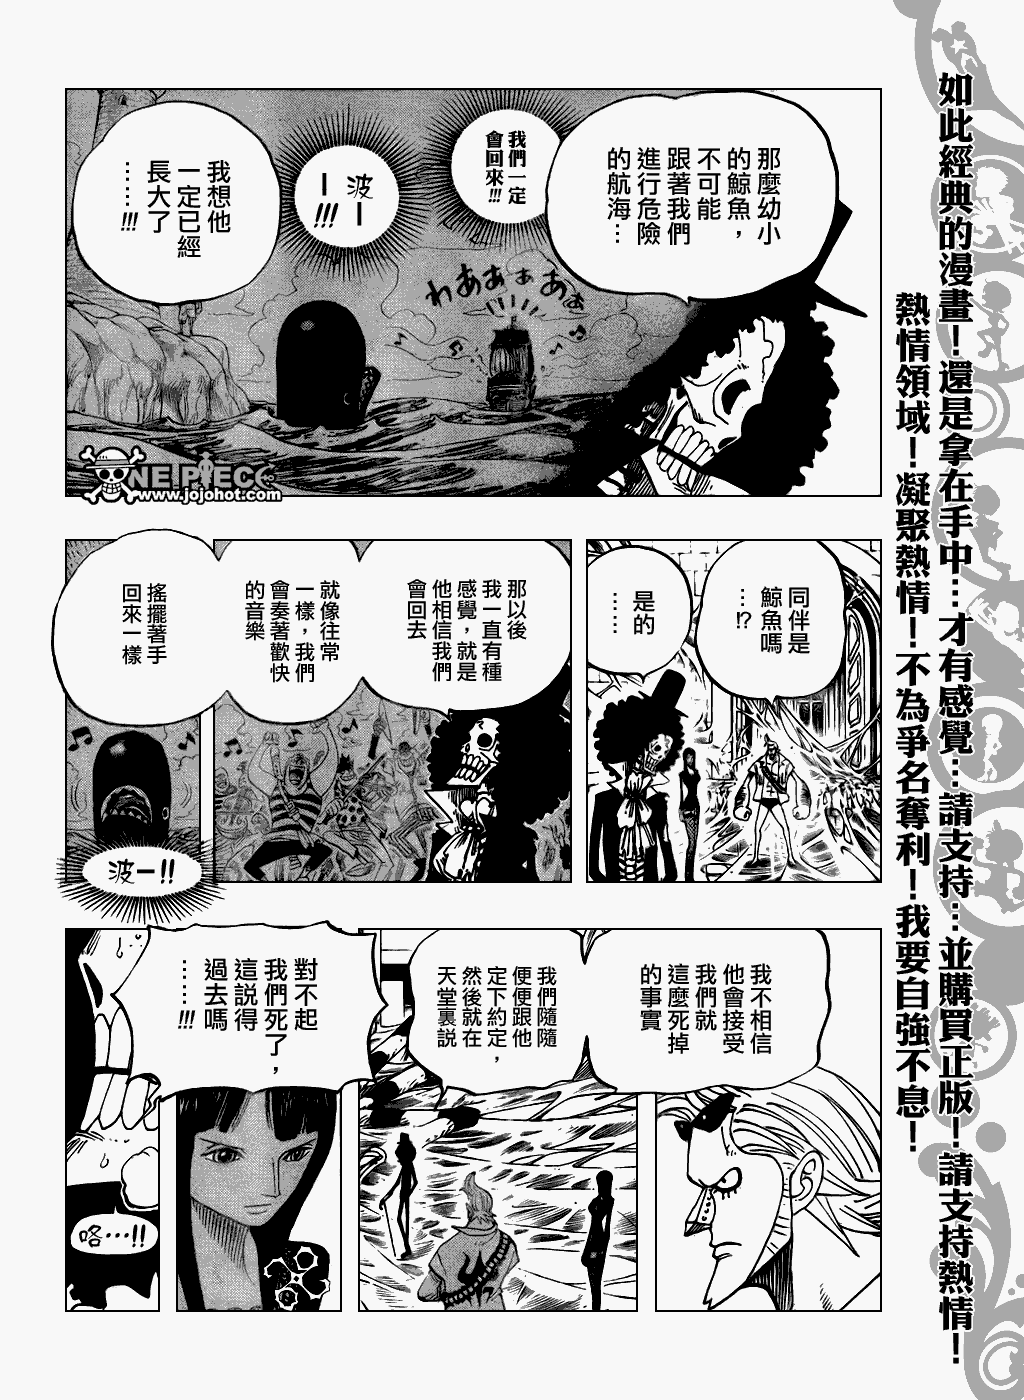 如此經典的漫畫！還是拿在手中…才有感覺…請支持…並購買正版！請支持熱情！
熱情領域！凝聚熱情！不為爭名奪利！我要自強不息！
那麼幼小
的鯨魚，
不可能
跟著我們
進行危險
的航海…
我們一定
會回來!!!
波ー
ー!!!
わあああああ
我想他
一定已經
長大了
……!!!
ONE PIECE
www.jojohot.com
同伴是
鯨魚嗎
…!?
是的
……
那以後
我一直有種
感覺，就是
他相信我們
會回去
就像往常
一樣，我們
會奏著歡快
的音樂
搖擺著手
回來一樣
波ー!!
我不相信
他會接受
我們就
這麼死掉
的事實
我們隨隨
便便跟他
定下約定，
然後就在
天堂裏說
對不起
我們死了，
這説得
過去嗎
……!!!
咯…!!